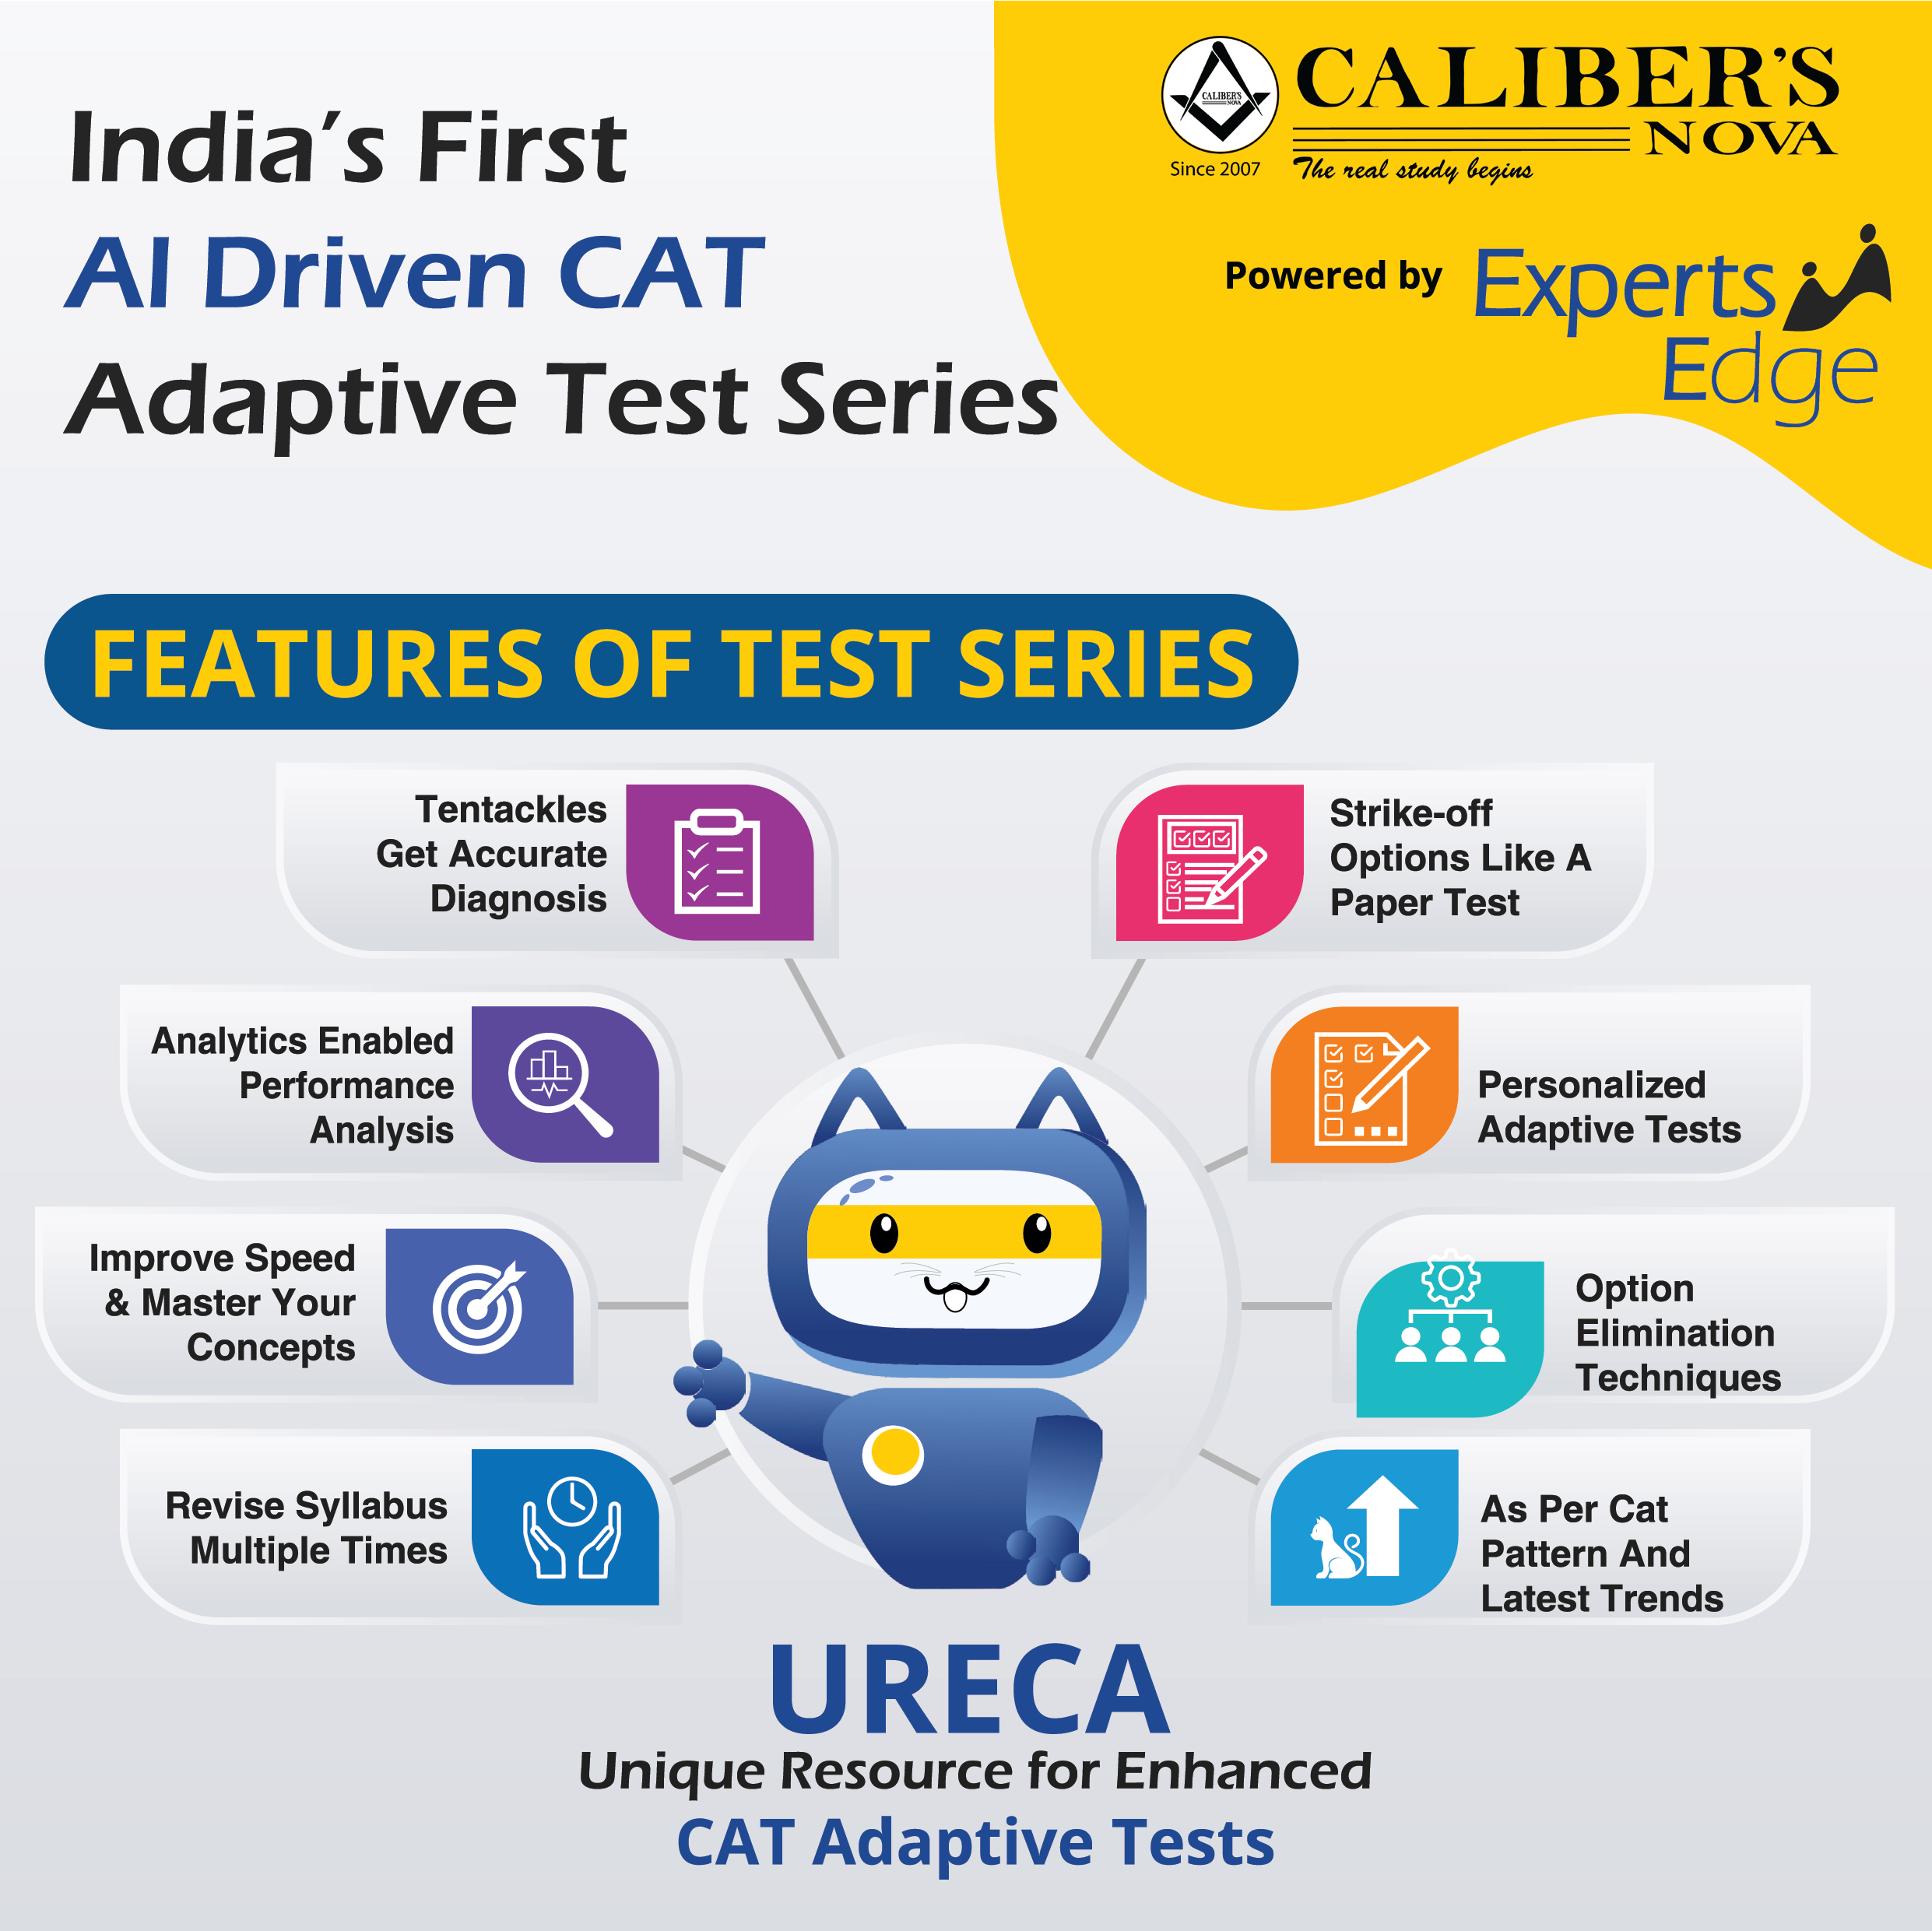 India's First
AI Driven CAT
Adaptive Test Series
CALIBER'S
NOVA
CALIBER'S
NOVA
Since 2007
The real study begins
Powered by
Experts
Edge
FEATURES OF TEST SERIES
Tentackles
Get Accurate
Diagnosis
Strike-off
Options Like A
Paper Test
Analytics Enabled
Performance
Analysis
Personalized
Adaptive Tests
Improve Speed
& Master Your
Concepts
Option
Elimination
Techniques
Revise Syllabus
Multiple Times
As Per Cat
Pattern And
Latest Trends
URECA
Unique Resource for Enhanced
CAT Adaptive Tests